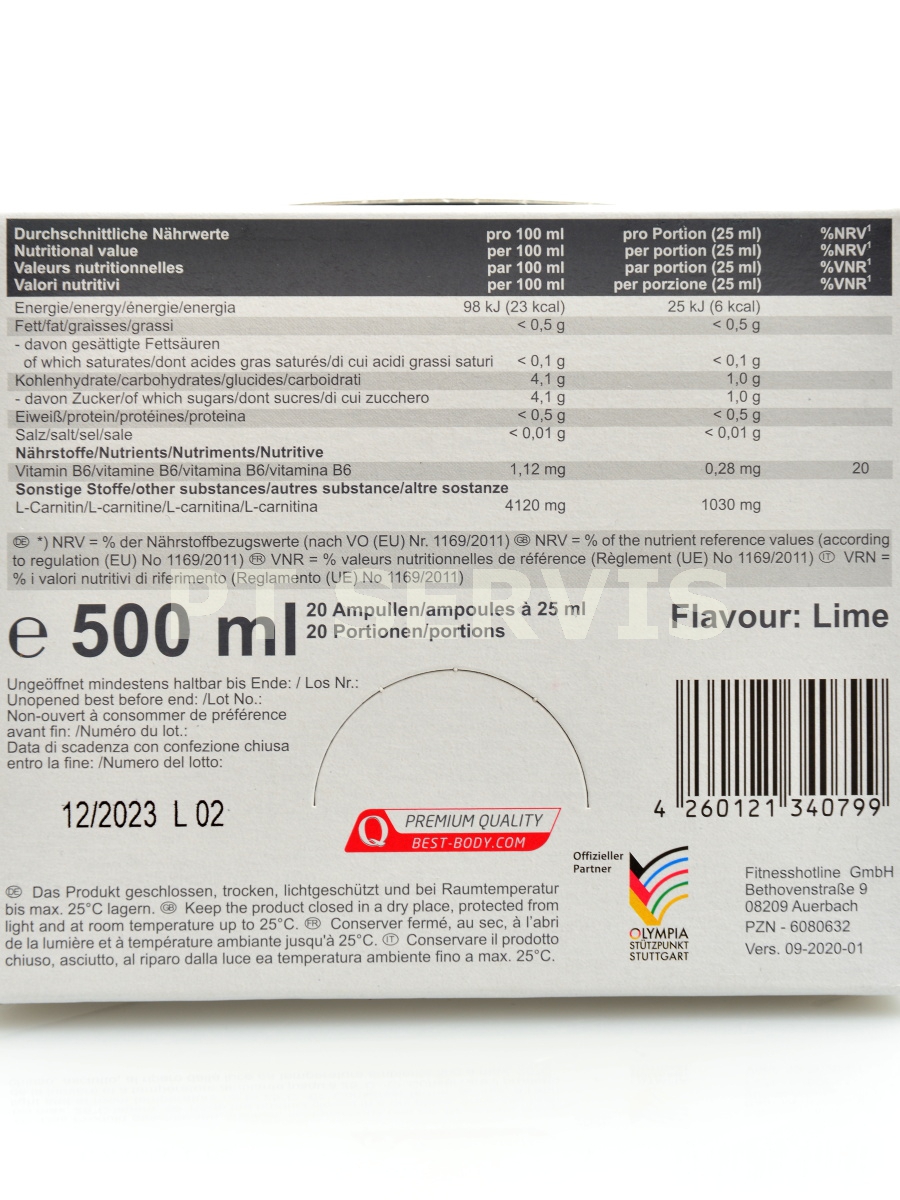 Durchschnittliche Nährwerte pro 100 ml pro Portion (25 ml) %NRV¹
Nutritional value per 100 ml per portion (25 ml) %NRV¹
Valeurs nutritionnelles par 100 ml par portion (25 ml) %VNR¹
Valori nutritivi per 100 ml per porzione (25 ml) %VNR¹
Energie/energy/énergie/energia 98 kJ (23 kcal) 25 kJ (6 kcal)
Fett/fat/graisses/grassi < 0,5 g < 0,5 g
- davon gesättigte Fettsäuren
of which saturates/dont acides gras saturés/di cui acidi grassi saturi < 0,1 g < 0,1 g
Kohlenhydrate/carbohydrates/glucides/carboidrati 4,1 g 1,0 g
- davon Zucker/of which sugars/dont sucres/di cui zucchero 4,1 g 1,0 g
Eiweiß/protein/protéines/proteina < 0,5 g < 0,5 g
Salz/salt/sel/sale < 0,01 g < 0,01 g
Nährstoffe/Nutrients/Nutriments/Nutritive
Vitamin B6/vitamine B6/vitamina B6/vitamina B6 1,12 mg 0,28 mg 20
Sonstige Stoffe/other substances/autres substance/altre sostanze
L-Carnitin/L-carnitine/L-carnitina/L-carnitina 4120 mg 1030 mg
DE *) NRV = % der Nährstoffbezugswerte (nach VO (EU) Nr. 1169/2011) GB NRV = % of the nutrient reference values (according
to regulation (EU) No 1169/2011) FR VNR = % valeurs nutritionnelles de référence (Règlement (UE) No 1169/2011) IT VRN =
% i valori nutritivi di riferimento (Reglamento (UE) No 1169/2011)
PT SERVIS
e 500 ml 20 Ampullen/ampoules à 25 ml
20 Portionen/portions
Flavour: Lime
Ungeöffnet mindestens haltbar bis Ende: / Los Nr.:
Unopened best before end: /Lot No.:
Non-ouvert à consommer de préférence
avant fin: /Numéro du lot.:
Data di scadenza con confezione chiusa
entro la fine: /Numero del lotto:
12/2023 L 02
4 260121 340799
Q PREMIUM QUALITY
BEST-BODY.COM
Offizieller
Partner
OLYMPIA
STÜTZPUNKT
STUTTGART
Fitnesshotline GmbH
Bethovenstraße 9
08209 Auerbach
PZN - 6080632
Vers. 09-2020-01
DE Das Produkt geschlossen, trocken, lichtgeschützt und bei Raumtemperatur
bis max. 25°C lagern. GB Keep the product closed in a dry place, protected from
light and at room temperature up to 25°C. FR Conserver fermé, au sec, à l'abri
de la lumière et à température ambiante jusqu'à 25°C. IT Conservare il prodotto
chiuso, asciutto, al riparo dalla luce ea temperatura ambiente fino a max. 25°C.